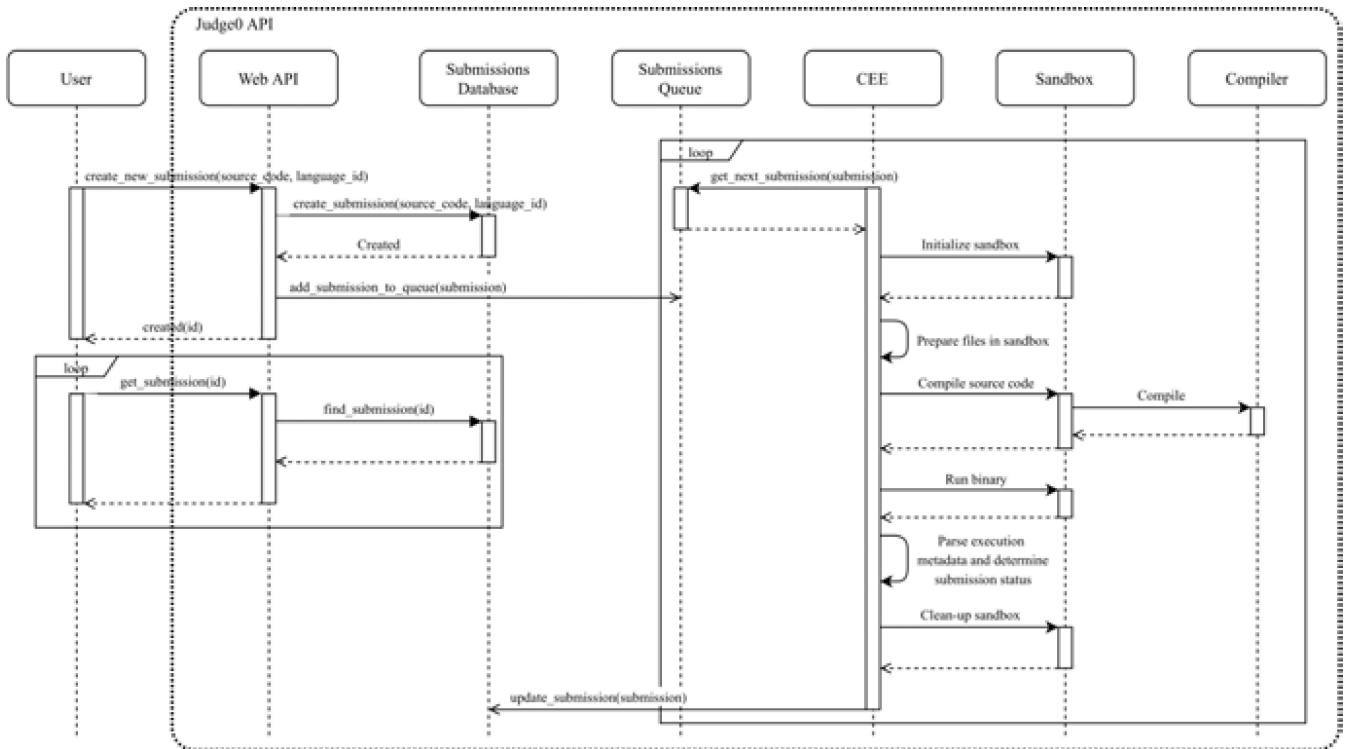 Judge0 API
User
Web API
Submissions
Database
Submissions
Queue
CEE
Sandbox
Compiler
loop
create_new_submission(source_code, language_id)
get_next_submission(submission)
create_submission(source_code, language_id)
Created
Initialize sandbox
add_submission_to_queue(submission)
created(id)
Prepare files in sandbox
loop
get_submission(id)
Compile source code
Compile
find_submission(id)
Run binary
Parse execution
metadata and determine
submission status
Clean-up sandbox
update_submission(submission)